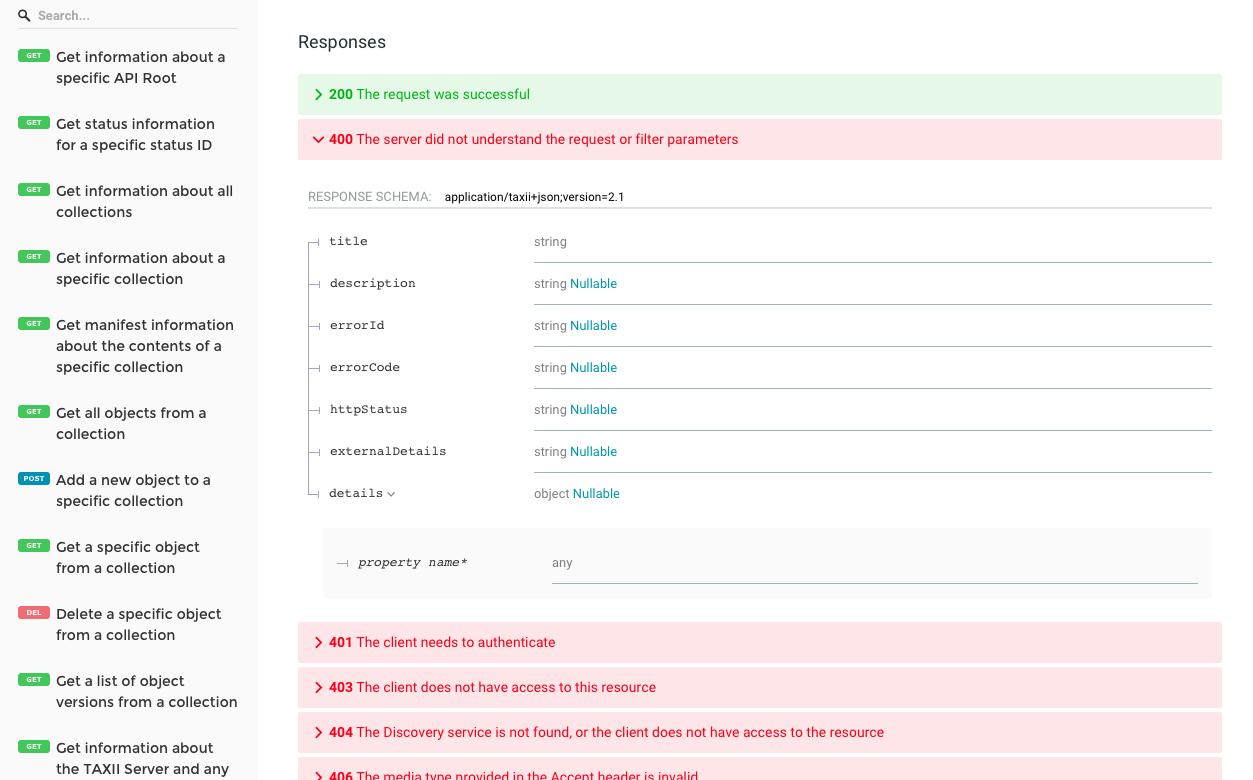 Search...
GET Get information about a
specific API Root
GET Get status information
for a specific status ID
GET Get information about all
collections
GET Get information about a
specific collection
GET Get manifest information
about the contents of a
specific collection
GET Get all objects from a
collection
POST Add a new object to a
specific collection
GET Get a specific object
from a collection
DEL Delete a specific object
from a collection
GET Get a list of object
versions from a collection
GET Get information about
the TAXII Server and any
Responses
200 The request was successful
400 The server did not understand the request or filter parameters
RESPONSE SCHEMA: application/taxii+json;version=2.1
title string
description string Nullable
errorId string Nullable
errorCode string Nullable
httpStatus string Nullable
externalDetails string Nullable
details object Nullable
property name* any
401 The client needs to authenticate
403 The client does not have access to this resource
404 The Discovery service is not found, or the client does not have access to the resource
406 The media type provided in the Accept header is invalid